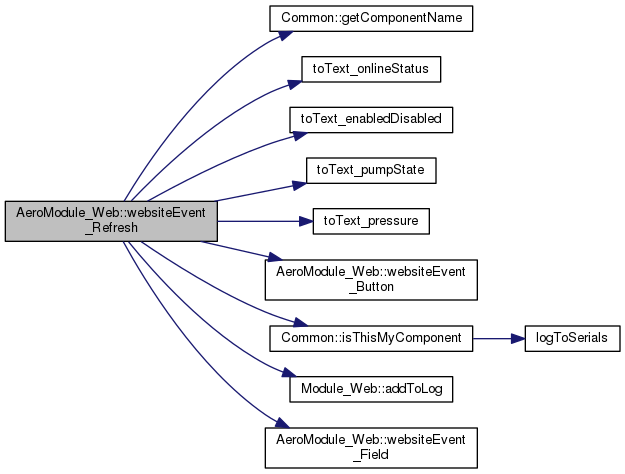 Common::getComponentName
toText_onlineStatus
toText_enabledDisabled
toText_pumpState
AeroModule_Web::websiteEvent
_Refresh
toText_pressure
AeroModule_Web::websiteEvent
_Button
Common::isThisMyComponent
logToSerials
Module_Web::addToLog
AeroModule_Web::websiteEvent
_Field